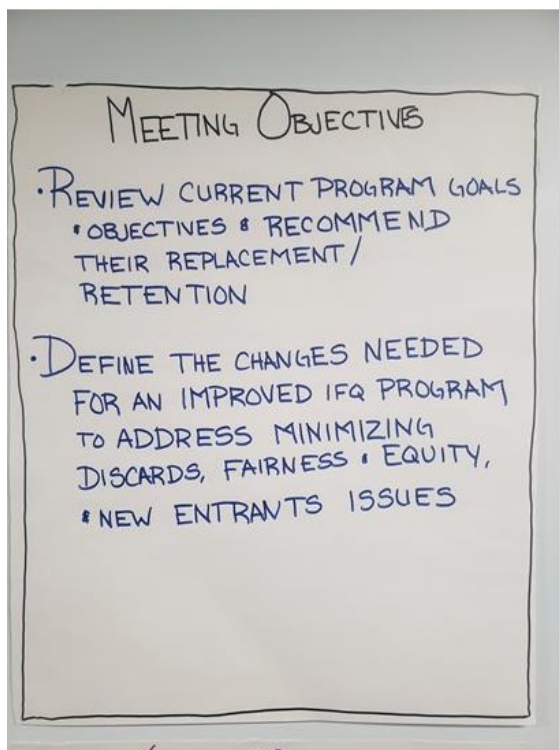 MEETING OBJECTIVES
· REVIEW CURRENT PROGRAM GOALS
& OBJECTIVES & RECOMMEND
THEIR REPLACEMENT/
RETENTION
· DEFINE THE CHANGES NEEDED
FOR AN IMPROVED IFQ PROGRAM
TO ADDRESS MINIMIZING
DISCARDS, FAIRNESS & EQUITY,
& NEW ENTRANTS ISSUES